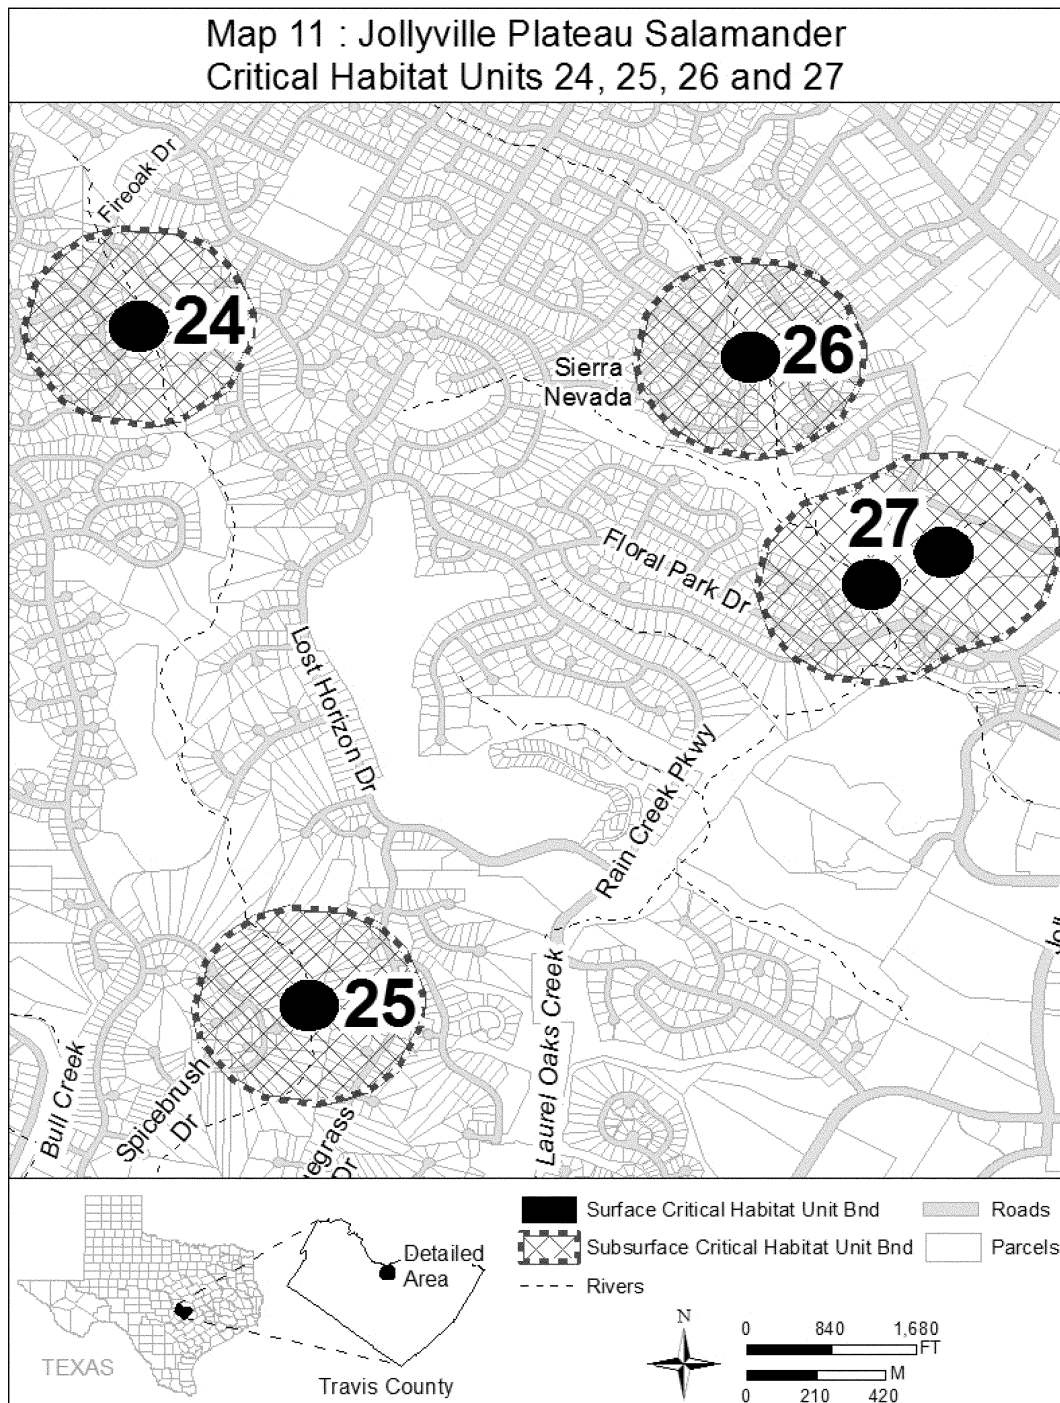 Map 11 : Jollyville Plateau Salamander
Critical Habitat Units 24, 25, 26 and 27
Fireoak Dr
24
26
Sierra
Nevada
27
Floral Park Dr
Lost Horizon Dr
Rain Creek Pkwy
25
Laurel Oaks Creek
Bull Creek
Spicebrush
Dr
egrass
Dr
Surface Critical Habitat Unit Bnd
Subsurface Critical Habitat Unit Bnd
Rivers
Roads
Parcels
Detailed
Area
TEXAS
Travis County
N
0 840 1,680
FT
M
0 210 420